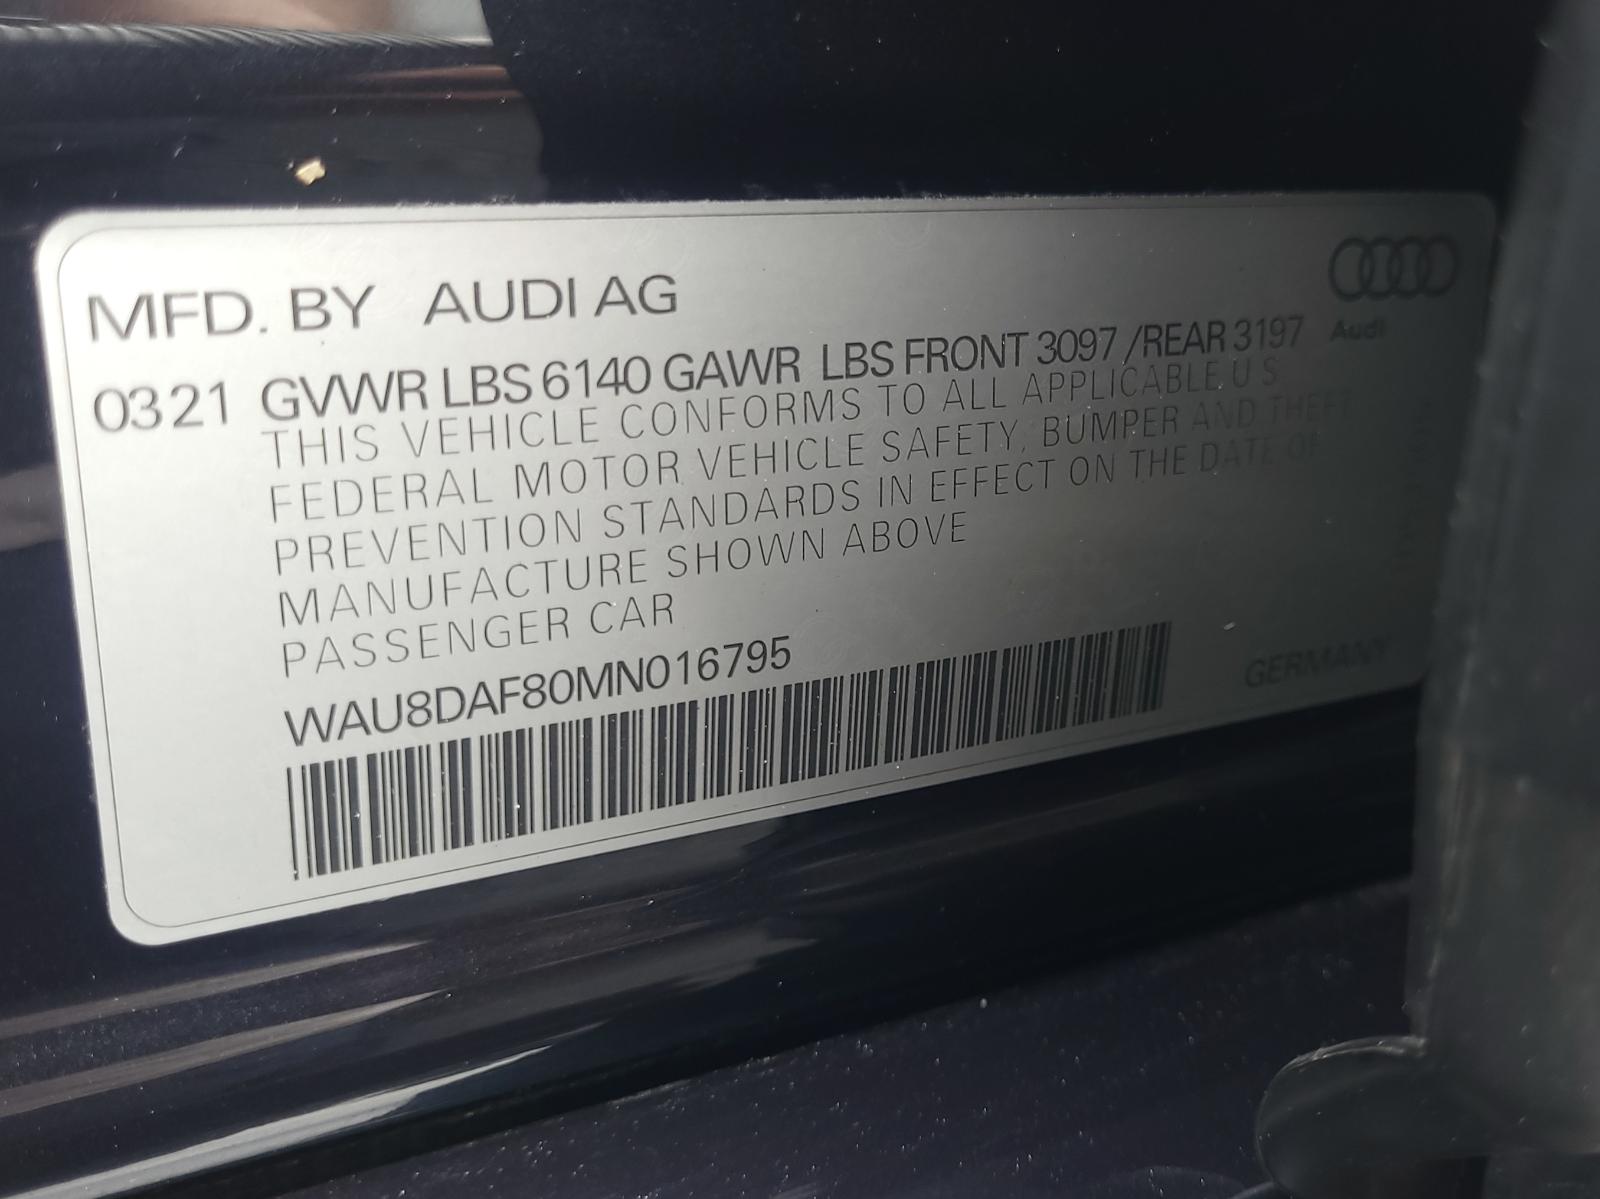 MFD. BY AUDI AG
Audi
0321 GVWR LBS 6140 GAWR LBS FRONT 3097 /REAR 3197
THIS VEHICLE CONFORMS TO ALL APPLICABLE U S
FEDERAL MOTOR VEHICLE SAFETY, BUMPER AND THEFT
PREVENTION STANDARDS IN EFFECT ON THE DATE OF
MANUFACTURE SHOWN ABOVE
PASSENGER CAR
WAU8DAF80MN016795
GERMANY